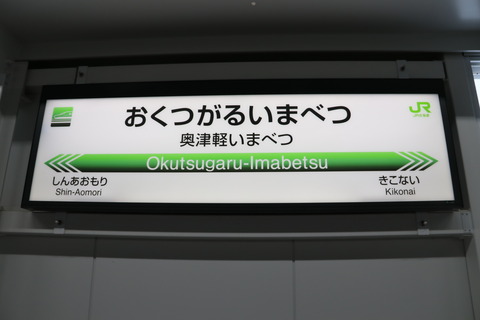 おくつがるいまべつ
JR
奥津軽いまべつ
Okutsugaru-Imabetsu
しんあおもり きこない
Shin-Aomori Kikonai